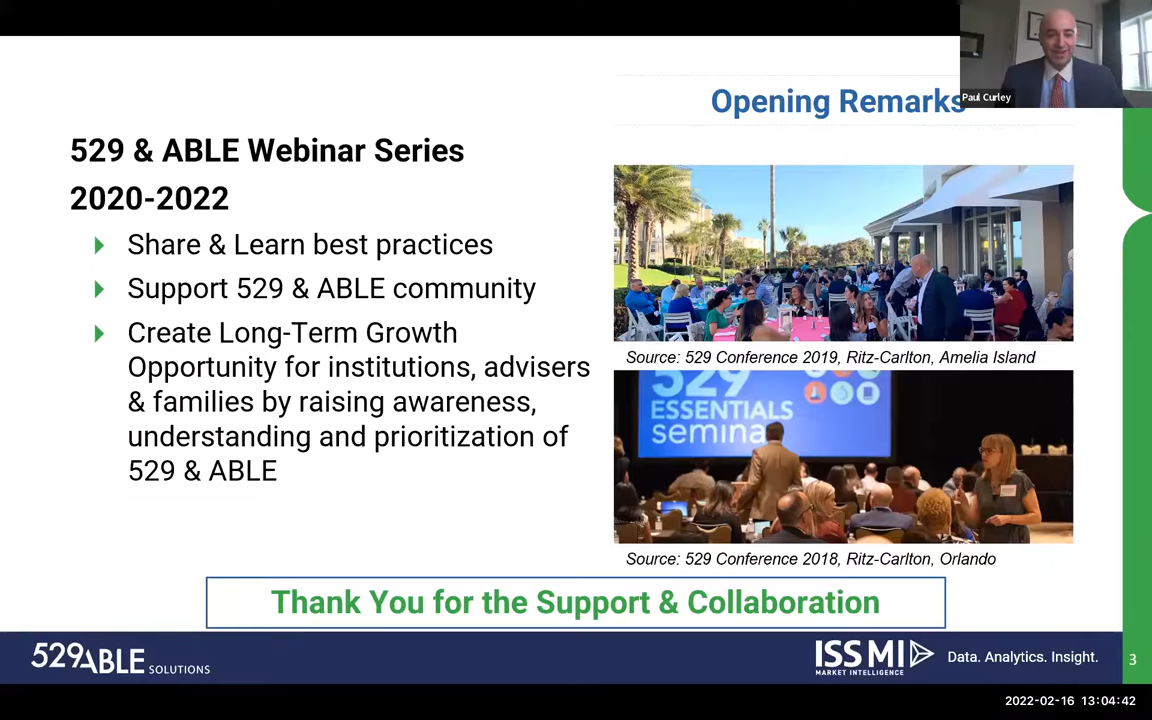 Paul Curley
Opening Remarks
529 & ABLE Webinar Series
2020-2022
Share & Learn best practices
Support 529 & ABLE community
Create Long-Term Growth
Opportunity for institutions, advisers
& families by raising awareness,
understanding and prioritization of
529 & ABLE
Source: 529 Conference 2019, Ritz-Carlton, Amelia Island
529
ESSENTIALS
semina
Source: 529 Conference 2018, Ritz-Carlton, Orlando
Thank You for the Support & Collaboration
529ABLE SOLUTIONS
ISS MI
MARKET INTELLIGENCE
Data. Analytics. Insight.
3
2022-02-16 13:04:42